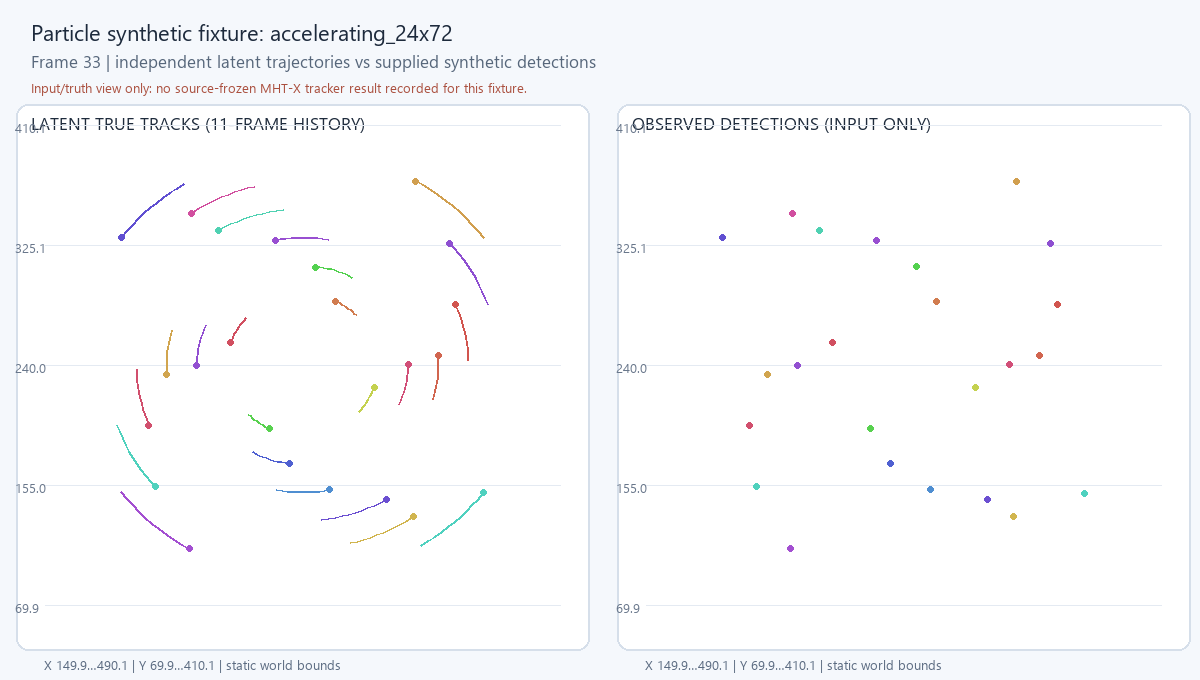 Particle synthetic fixture: accelerating_24x72
Frame 33 | independent latent trajectories vs supplied synthetic detections
Input/truth view only: no source-frozen MHT-X tracker result recorded for this fixture.
LATENT TRUE TRACKS (11-FRAME HISTORY)
410.1
325.1
240.0
155.0
69.9
X 149.9...490.1 | Y 69.9...410.1 | static world bounds
OBSERVED DETECTIONS (INPUT ONLY)
410.1
325.1
240.0
155.0
69.9
X 149.9...490.1 | Y 69.9...410.1 | static world bounds